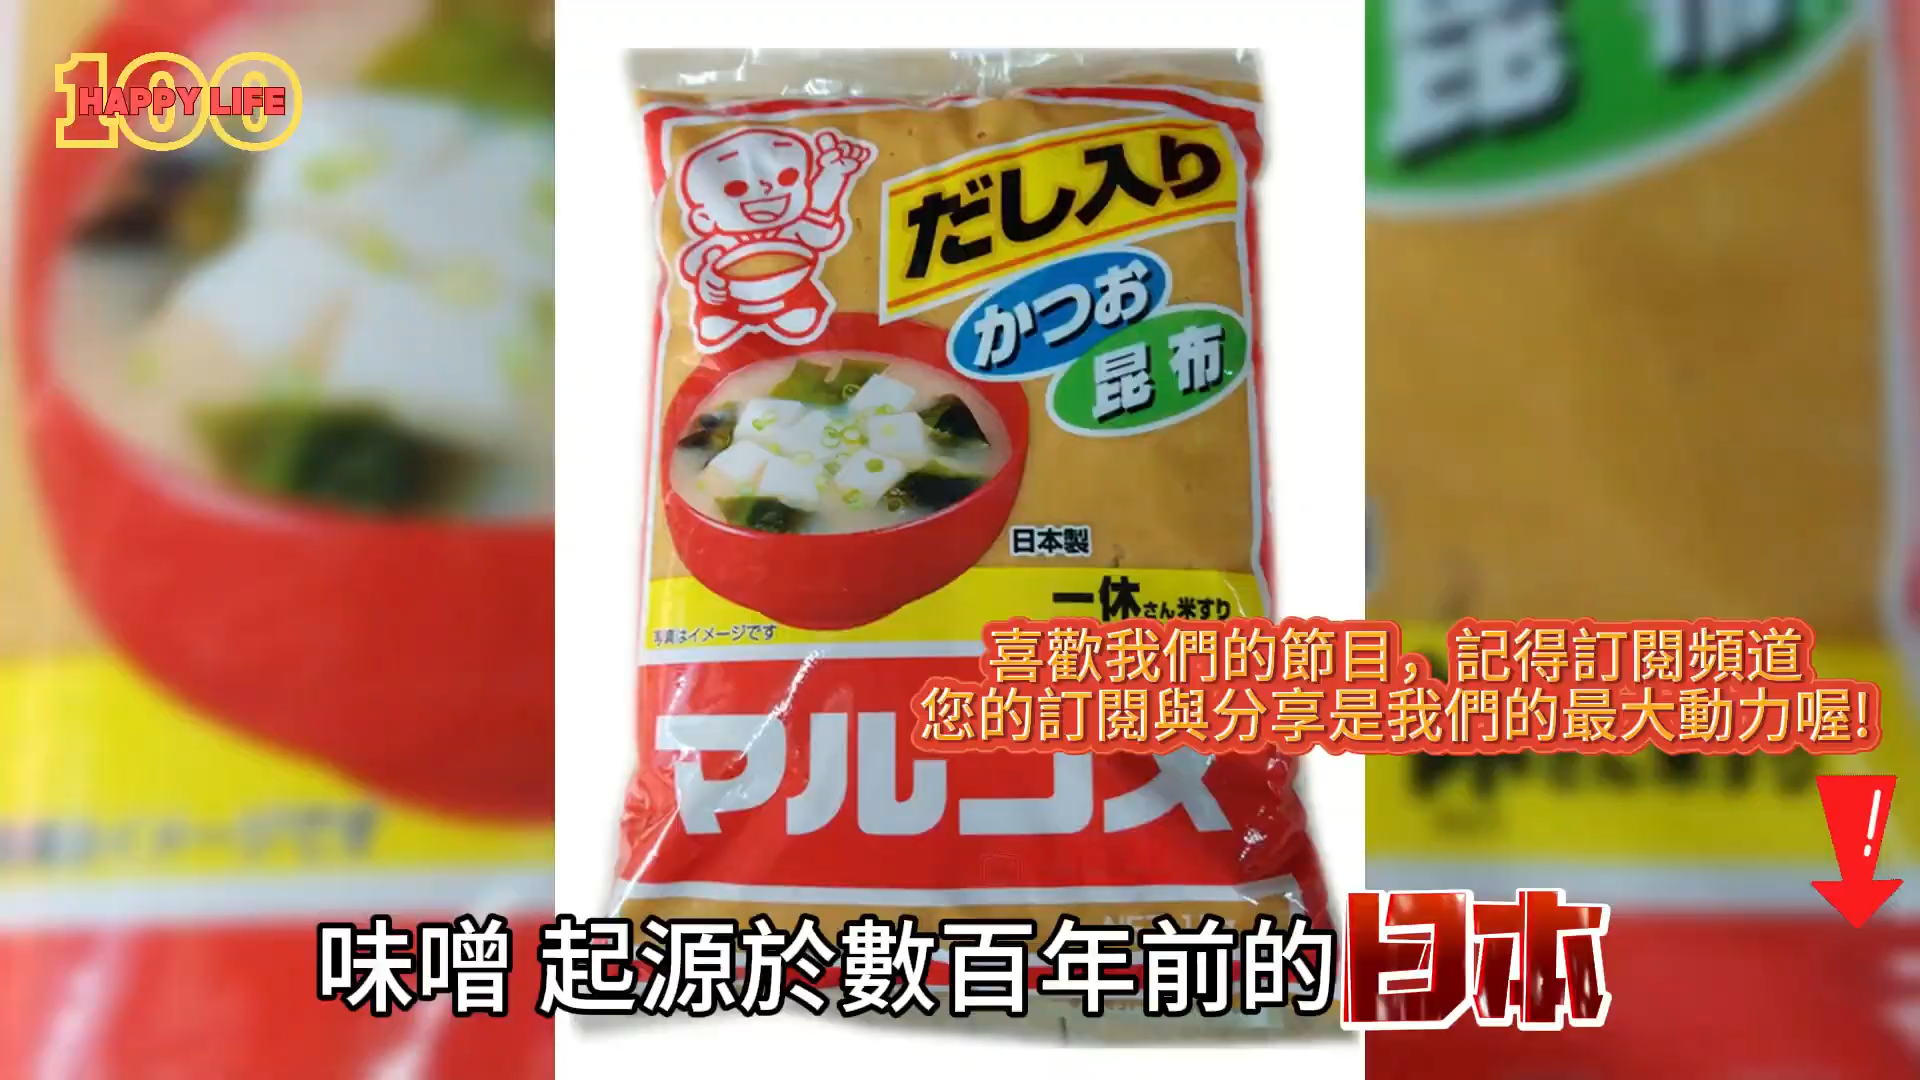 100
HAPPY LIFE
だし入り
かつお
昆布
日本製
一休さん米すり
写真はイメージです
喜歡我們的節目，記得訂閱頻道
您的訂閱與分享是我們的最大動力喔!
マルコメ
味噌 起源於數百年前的日本